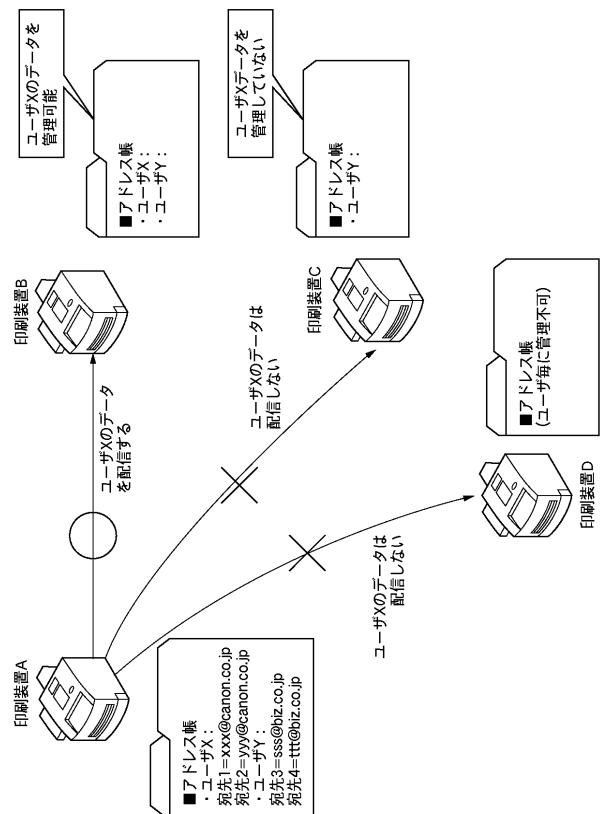 印刷装置A
■アドレス帳
・ユーザX：
宛先1=xxx@canon.co.jp
宛先2=yyy@canon.co.jp
・ユーザY：
宛先3=sss@biz.co.jp
宛先4=ttt@biz.co.jp
ユーザXのデータ
を配信する
ユーザXのデータは
配信しない
ユーザXのデータは
配信しない
印刷装置B
■アドレス帳
・ユーザX：
・ユーザY：
ユーザXのデータを
管理可能
印刷装置C
■アドレス帳
・ユーザY：
ユーザXデータを
管理していない
印刷装置D
■アドレス帳
(ユーザ毎に管理不可)